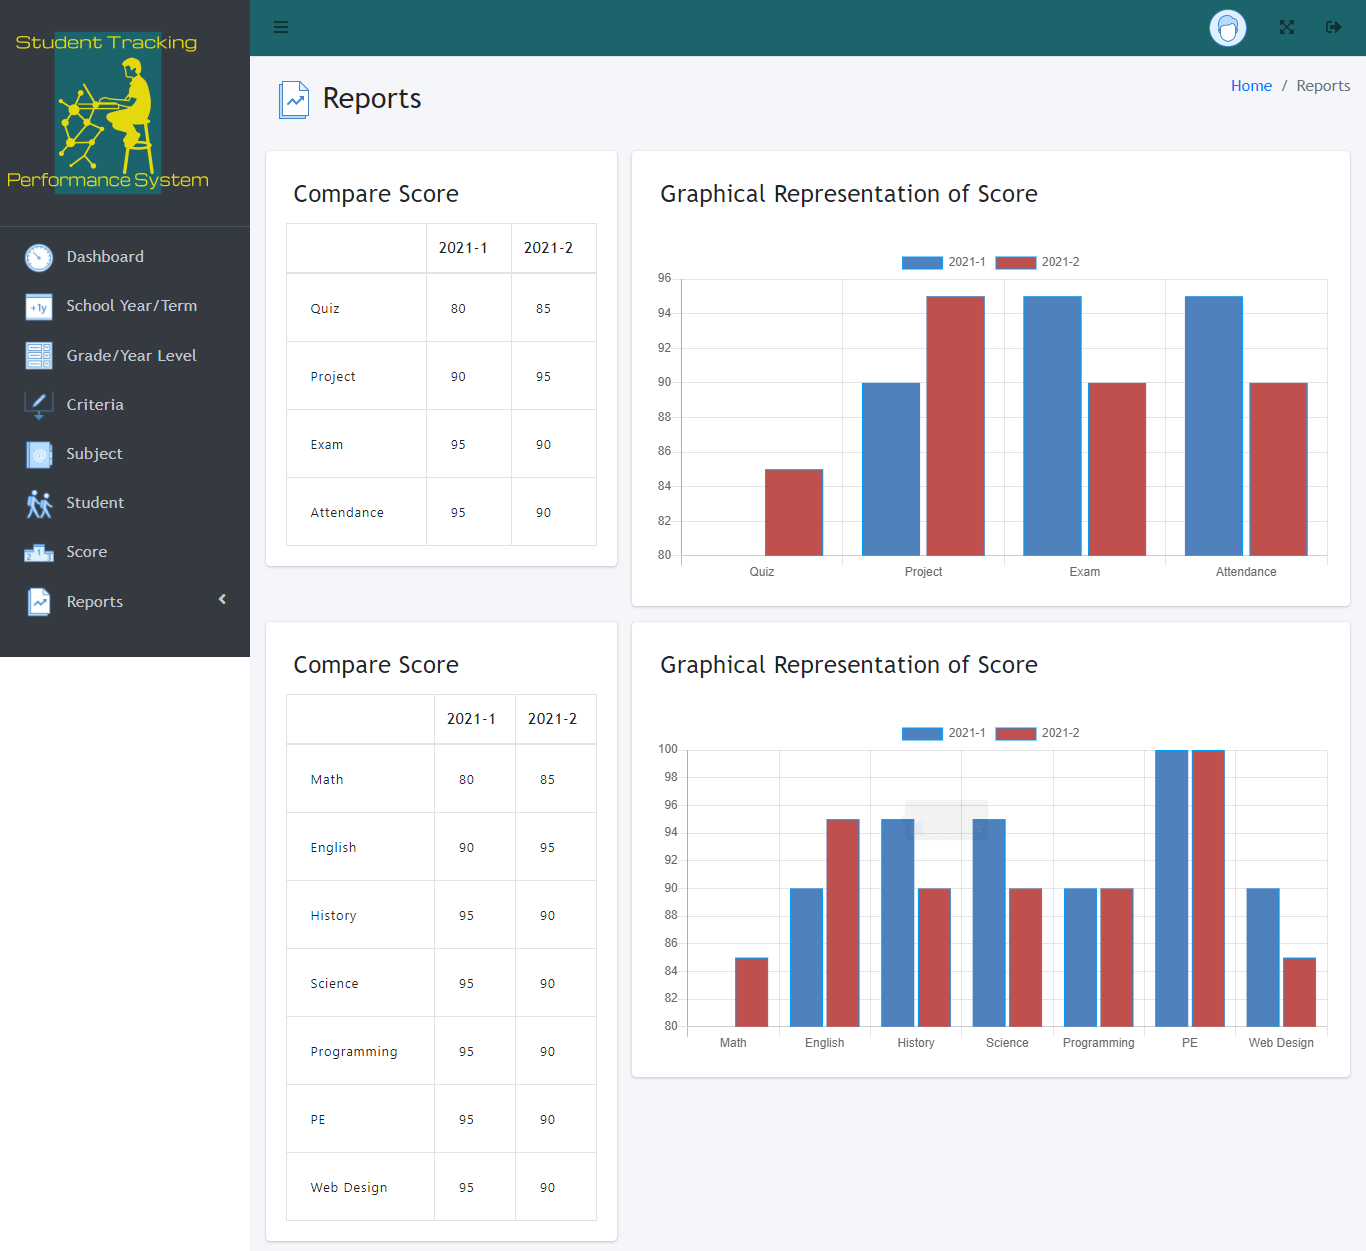 Student Tracking
Performance System
Dashboard
+1y School Year/Term
Grade/Year Level
Criteria
@ Subject
Student
2 1 3 Score
Reports
Reports
Home / Reports
Compare Score
2021-1 2021-2
Quiz 80 85
Project 90 95
Exam 95 90
Attendance 95 90
Graphical Representation of Score
2021-1 2021-2
96
94
92
90
88
86
84
82
80
Quiz Project Exam Attendance
Compare Score
2021-1 2021-2
Math 80 85
English 90 95
History 95 90
Science 95 90
Programming 95 90
PE 95 90
Web Design 95 90
Graphical Representation of Score
2021-1 2021-2
100
98
96
94
92
90
88
86
84
82
80
Math English History Science Programming PE Web Design